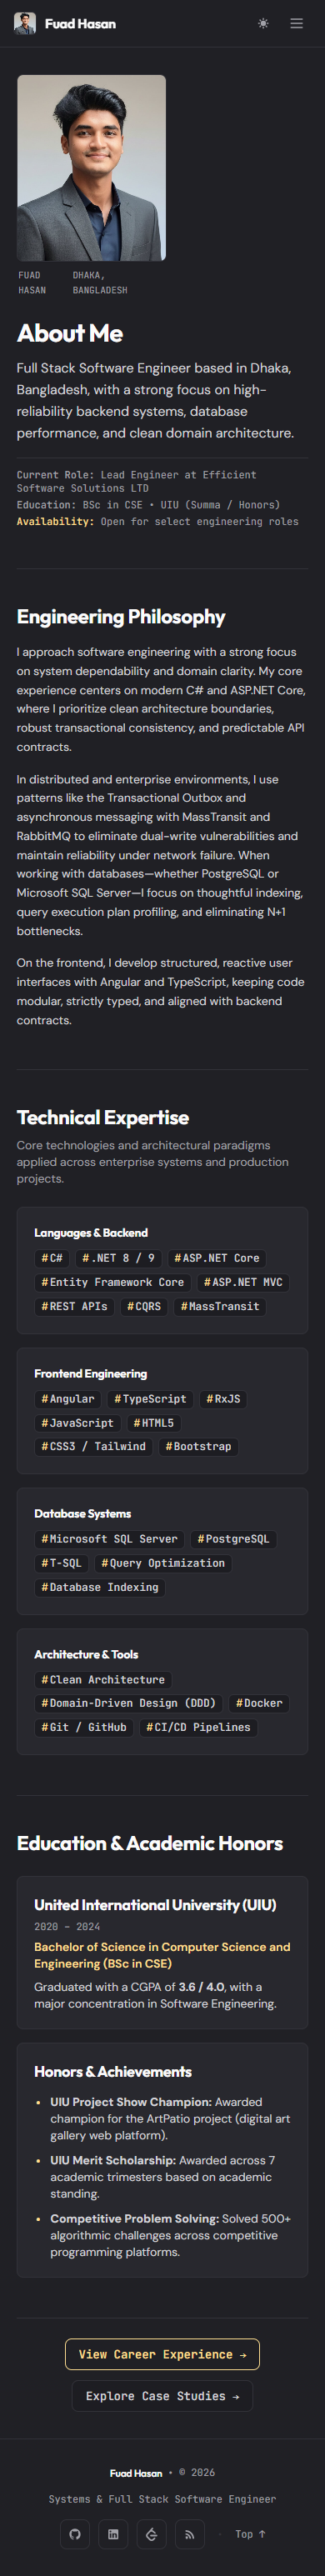 Fuad Hasan
FUAD HASAN
DHAKA, BANGLADESH
About Me
Full Stack Software Engineer based in Dhaka,
Bangladesh, with a strong focus on high-
reliability backend systems, database
performance, and clean domain architecture.
Current Role: Lead Engineer at Efficient
Software Solutions LTD
Education: BSc in CSE • UIU (Summa / Honors)
Availability: Open for select engineering roles
Engineering Philosophy
I approach software engineering with a strong focus
on system dependability and domain clarity. My core
experience centers on modern C# and ASP.NET Core,
where I prioritize clean architecture boundaries,
robust transactional consistency, and predictable API
contracts.
In distributed and enterprise environments, I use
patterns like the Transactional Outbox and
asynchronous messaging with MassTransit and
RabbitMQ to eliminate dual-write vulnerabilities and
maintain reliability under network failure. When
working with databases—whether PostgreSQL or
Microsoft SQL Server—I focus on thoughtful indexing,
query execution plan profiling, and eliminating N+1
bottlenecks.
On the frontend, I develop structured, reactive user
interfaces with Angular and TypeScript, keeping code
modular, strictly typed, and aligned with backend
contracts.
Technical Expertise
Core technologies and architectural paradigms
applied across enterprise systems and production
projects.
Languages & Backend
#C# #.NET 8 / 9 #ASP.NET Core
#Entity Framework Core #ASP.NET MVC
#REST APIs #CQRS #MassTransit
Frontend Engineering
#Angular #TypeScript #RxJS
#JavaScript #HTML5
#CSS3 / Tailwind #Bootstrap
Database Systems
#Microsoft SQL Server #PostgreSQL
#T-SQL #Query Optimization
#Database Indexing
Architecture & Tools
#Clean Architecture
#Domain-Driven Design (DDD) #Docker
#Git / GitHub #CI/CD Pipelines
Education & Academic Honors
United International University (UIU)
2020 – 2024
Bachelor of Science in Computer Science and
Engineering (BSc in CSE)
Graduated with a CGPA of 3.6 / 4.0, with a
major concentration in Software Engineering.
Honors & Achievements
• UIU Project Show Champion: Awarded
champion for the ArtPatio project (digital art
gallery web platform).
• UIU Merit Scholarship: Awarded across 7
academic trimesters based on academic
standing.
• Competitive Problem Solving: Solved 500+
algorithmic challenges across competitive
programming platforms.
View Career Experience →
Explore Case Studies →
Fuad Hasan • © 2026
Systems & Full Stack Software Engineer
· Top ↑